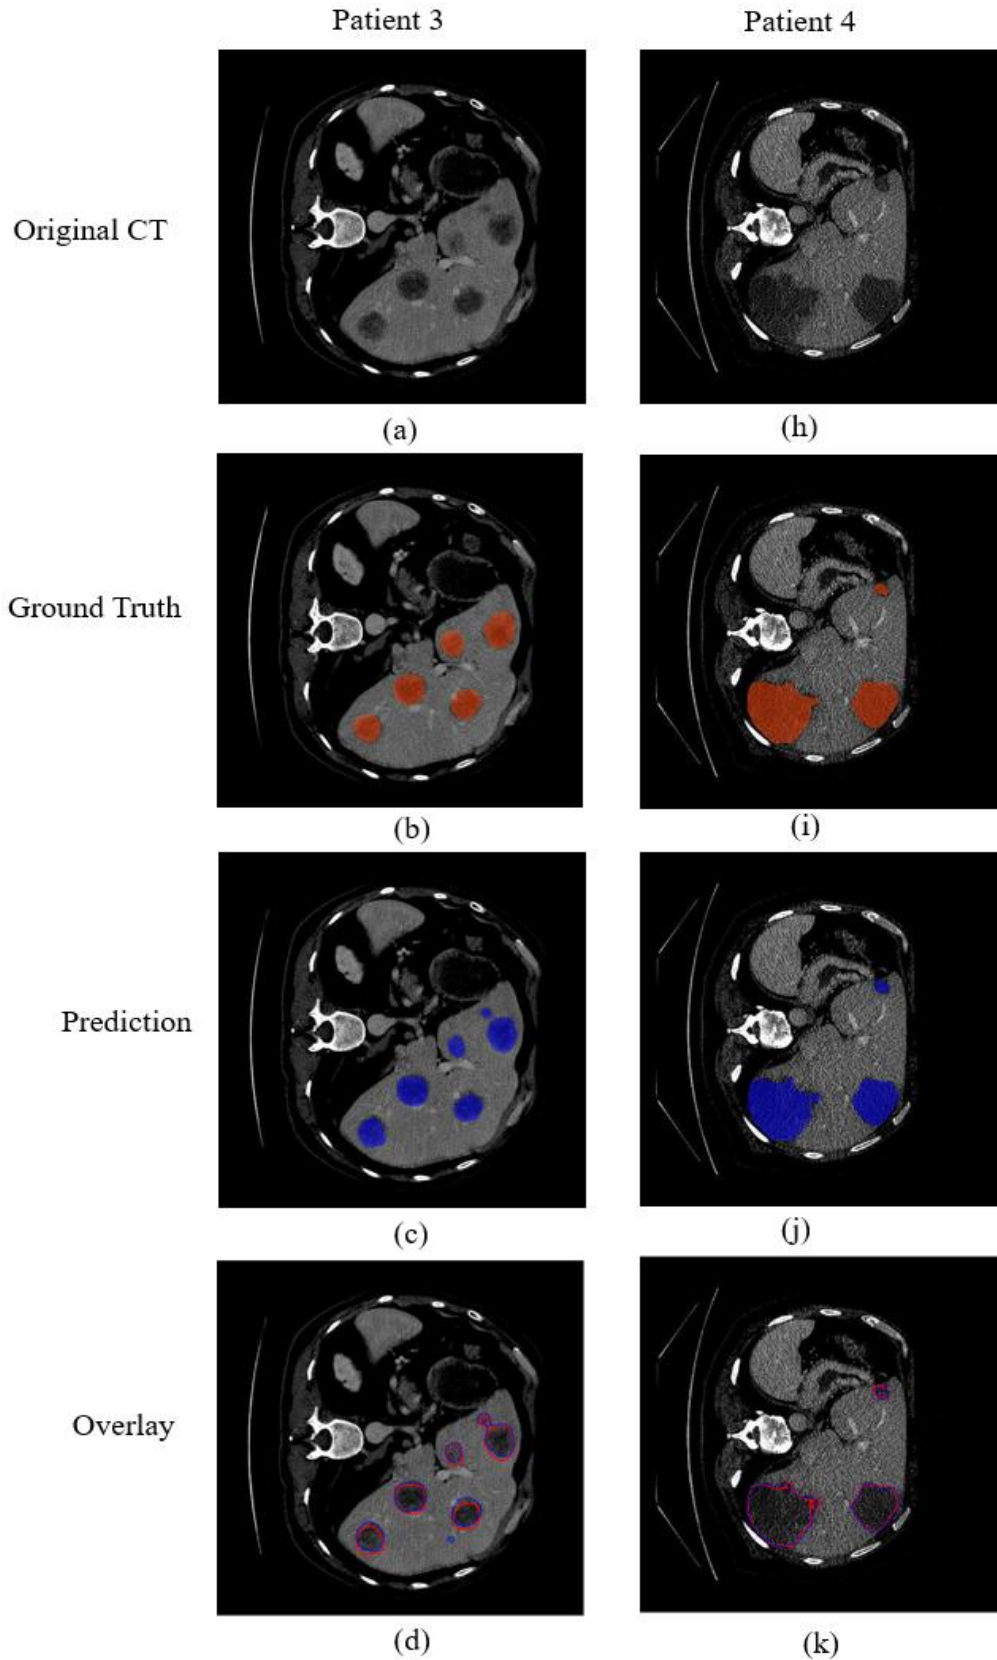 Patient 3
Patient 4
Original CT
(a)
(h)
Ground Truth
(b)
(i)
Prediction
(c)
(j)
Overlay
(d)
(k)